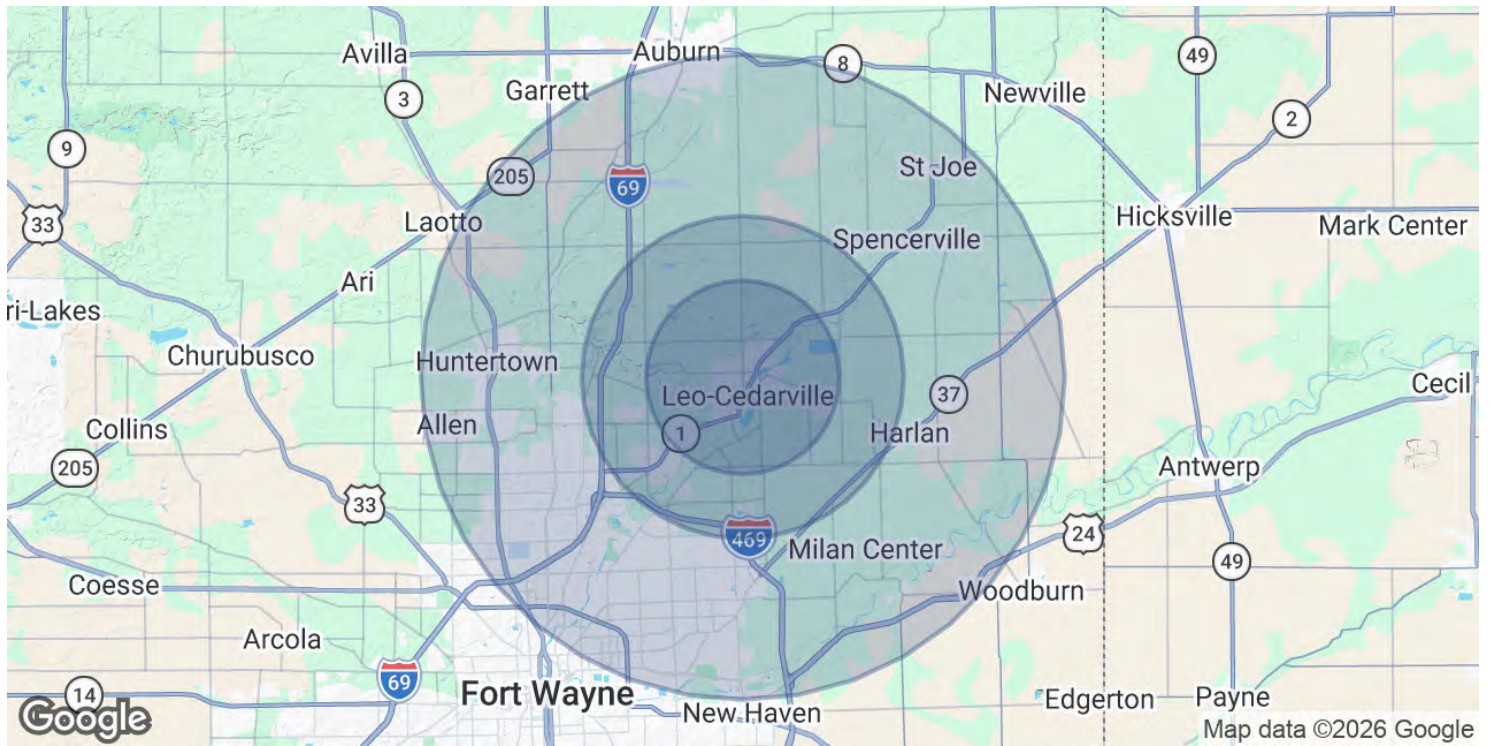 Avilla
Auburn
8
49
3
Garrett
Newville
2
9
St Joe
205
69
33
Laotto
Hicksville
Mark Center
Spencerville
Ari
ri-Lakes
Churubusco
Huntertown
Leo-Cedarville
37
Cecil
Allen
Collins
1
Harlan
205
Antwerp
33
469
24
Milan Center
49
Coesse
Woodburn
Arcola
69
14
Fort Wayne
Edgerton
Payne
New Haven
Google
Map data ©2026 Google